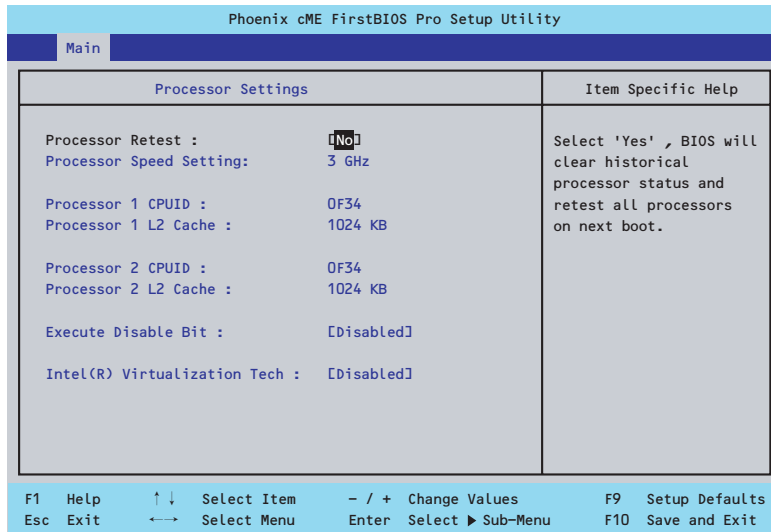 Phoenix cME FirstBIOS Pro Setup Utility
Main
Processor Settings
Item Specific Help
Processor Retest : [No]
Processor Speed Setting: 3 GHz
Processor 1 CPUID : 0F34
Processor 1 L2 Cache : 1024 KB
Processor 2 CPUID : 0F34
Processor 2 L2 Cache : 1024 KB
Execute Disable Bit : [Disabled]
Intel(R) Virtualization Tech : [Disabled]
Select 'Yes' , BIOS will
clear historical
processor status and
retest all processors
on next boot.
F1 Help ↑↓ Select Item - / + Change Values F9 Setup Defaults
Esc Exit ←→ Select Menu Enter Select ▶ Sub-Menu F10 Save and Exit